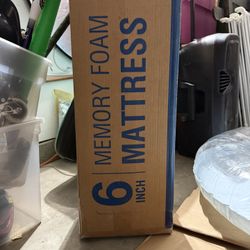 6
INCH
MEMORY FOAM
MATTRESS